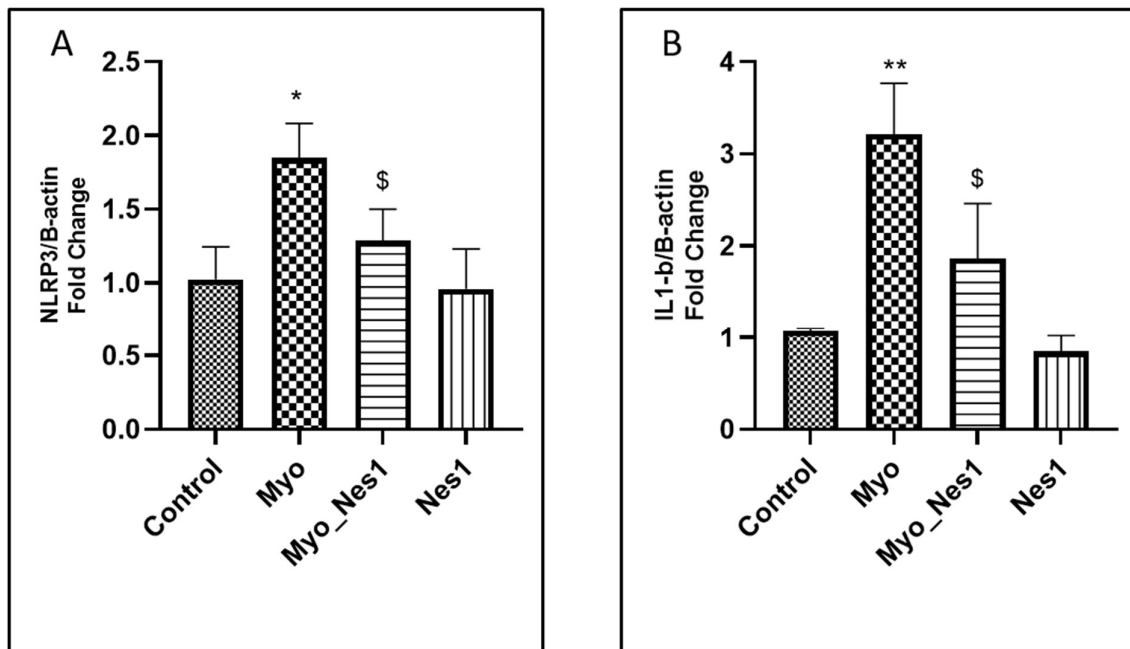 A
NLRP3/B-actin
Fold Change
2.5
2.0
1.5
1.0
0.5
0.0
*
$
Control
Myo
Myo_Nes1
Nes1
B
IL1-b/B-actin
Fold Change
4
3
2
1
0
**
$
Control
Myo
Myo_Nes1
Nes1